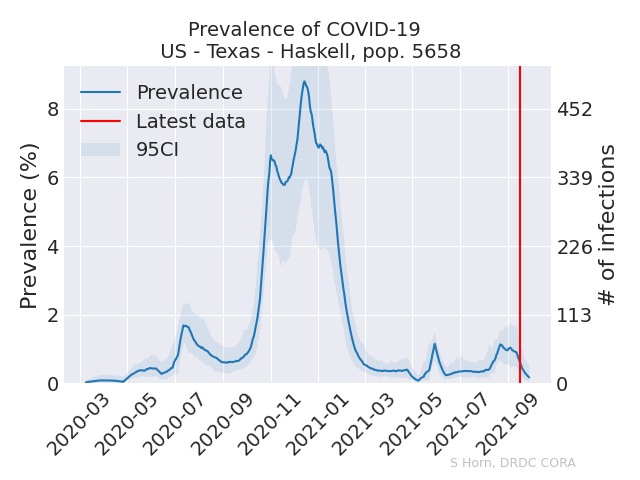 Prevalence of COVID-19
US - Texas - Haskell, pop. 5658
Prevalence
Latest data
95CI
Prevalence (%)
8
6
4
2
0
452
339
226
113
0
# of infections
2020-03
2020-05
2020-07
2020-09
2020-11
2021-01
2021-03
2021-05
2021-07
2021-09
S Horn, DRDC CORA